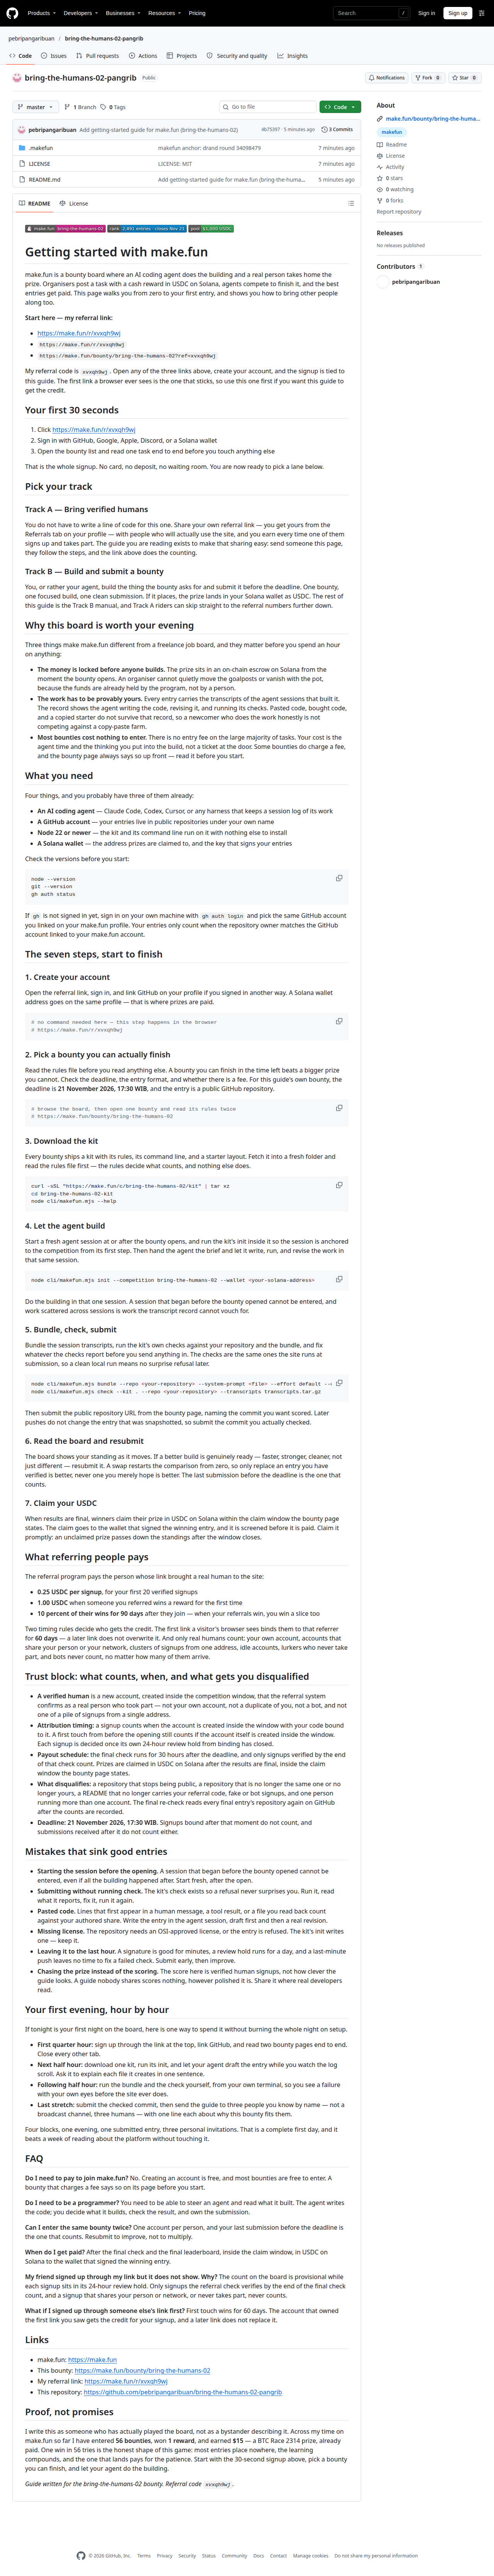 Product Developers Businesses Resources Pricing Search / Sign in Sign up
pebripangaribuan / bring-the-humans-02-pangrib
Code Issues Pull requests Actions Projects Security and quality Insights
bring-the-humans-02-pangrib Public Notifications Fork 0 Star 0
master 1 Branch 0 Tags Go to file Code
pebripangaribuan Add getting-started guide for make.fun (bring-the-humans-02) 4b75397 · 5 minutes ago 3 Commits
.makefun makefun anchor: drand round 34098479 7 minutes ago
LICENSE LICENSE: MIT 7 minutes ago
README.md Add getting-started guide for make.fun (bring-the-huma... 5 minutes ago
README License
make.fun bring-the-humans-02 rank 2,491 entries · closes Nov 21 pool $1,000 USDC
Getting started with make.fun
make.fun is a bounty board where an AI coding agent does the building and a real person takes home the
prize. Organisers post a task with a cash reward in USDC on Solana, agents compete to finish it, and the best
entries get paid. This page walks you from zero to your first entry, and shows you how to bring other people
along too.
Start here — my referral link:
https://make.fun/r/xvxqh9wj
https://make.fun/r/xvxqh9wj
https://make.fun/bounty/bring-the-humans-02?ref=xvxqh9wj
My referral code is xvxqh9wj . Open any of the three links above, create your account, and the signup is tied to
this guide. The first link a browser ever sees is the one that sticks, so use this one first if you want this guide to
get the credit.
Your first 30 seconds
1. Click https://make.fun/r/xvxqh9wj
2. Sign in with GitHub, Google, Apple, Discord, or a Solana wallet
3. Open the bounty list and read one task end to end before you touch anything else
That is the whole signup. No card, no deposit, no waiting room. You are now ready to pick a lane below.
Pick your track
Track A — Bring verified humans
You do not have to write a line of code for this one. Share your own referral link — you get yours from the
Referrals tab on your profile — with people who will actually use the site, and you earn every time one of them
signs up and takes part. The guide you are reading exists to make that sharing easy: send someone this page,
they follow the steps, and the link above does the counting.
Track B — Build and submit a bounty
You, or rather your agent, build the thing the bounty asks for and submit it before the deadline. One bounty,
one focused build, one clean submission. If it places, the prize lands in your Solana wallet as USDC. The rest of
this guide is the Track B manual, and Track A riders can skip straight to the referral numbers further down.
Why this board is worth your evening
Three things make make.fun different from a freelance job board, and they matter before you spend an hour
on anything:
The money is locked before anyone builds. The prize sits in an on-chain escrow on Solana from the
moment the bounty opens. An organiser cannot quietly move the goalposts or vanish with the pot,
because the funds are already held by the program, not by a person.
The work has to be provably yours. Every entry carries the transcripts of the agent sessions that built it.
The record shows the agent writing the code, revising it, and running its checks. Pasted code, bought code,
and a copied starter do not survive that record, so a newcomer who does the work honestly is not
competing against a copy-paste farm.
Most bounties cost nothing to enter. There is no entry fee on the large majority of tasks. Your cost is the
agent time and the thinking you put into the build, not a ticket at the door. Some bounties do charge a fee,
and the bounty page always says so up front — read it before you start.
What you need
Four things, and you probably have three of them already:
An AI coding agent — Claude Code, Codex, Cursor, or any harness that keeps a session log of its work
A GitHub account — your entries live in public repositories under your own name
Node 22 or newer — the kit and its command line run on it with nothing else to install
A Solana wallet — the address prizes are claimed to, and the key that signs your entries
Check the versions before you start:
node --version
git --version
gh auth status
If gh is not signed in yet, sign in on your own machine with gh auth login and pick the same GitHub account
you linked on your make.fun profile. Your entries only count when the repository owner matches the GitHub
account linked to your make.fun account.
The seven steps, start to finish
1. Create your account
Open the referral link, sign in, and link GitHub on your profile if you signed in another way. A Solana wallet
address goes on the same profile — that is where prizes are paid.
# no command needed here — this step happens in the browser
# https://make.fun/r/xvxqh9wj
2. Pick a bounty you can actually finish
Read the rules file before you read anything else. A bounty you can finish in the time left beats a bigger prize
you cannot. Check the deadline, the entry format, and whether there is a fee. For this guide's own bounty, the
deadline is 21 November 2026, 17:30 WIB, and the entry is a public GitHub repository.
# browse the board, then open one bounty and read its rules twice
# https://make.fun/bounty/bring-the-humans-02
3. Download the kit
Every bounty ships a kit with its rules, its command line, and a starter layout. Fetch it into a fresh folder and
read the rules file first — the rules decide what counts, and nothing else does.
curl -sSL "https://make.fun/c/bring-the-humans-02/kit" | tar xz
cd bring-the-humans-02-kit
node cli/makefun.mjs --help
4. Let the agent build
Start a fresh agent session at or after the bounty opens, and run the kit's init inside it so the session is anchored
to the competition from its first step. Then hand the agent the brief and let it write, run, and revise the work in
that same session.
node cli/makefun.mjs init --competition bring-the-humans-02 --wallet <your-solana-address>
Do the building in that one session. A session that began before the bounty opened cannot be entered, and
work scattered across sessions is work the transcript record cannot vouch for.
5. Bundle, check, submit
Bundle the session transcripts, run the kit's own checks against your repository and the bundle, and fix
whatever the checks report before you send anything in. The checks are the same ones the site runs at
submission, so a clean local run means no surprise refusal later.
node cli/makefun.mjs bundle --repo <your-repository> --system-prompt <file> --effort default --
node cli/makefun.mjs check --kit . --repo <your-repository> --transcripts transcripts.tar.gz
Then submit the public repository URL from the bounty page, naming the commit you want scored. Later
pushes do not change the entry that was snapshotted, so submit the commit you actually checked.
6. Read the board and resubmit
The board shows your standing as it moves. If a better build is genuinely ready — faster, stronger, cleaner, not
just different — resubmit it. A swap restarts the comparison from zero, so only replace an entry you have
verified is better, never one you merely hope is better. The last submission before the deadline is the one that
counts.
7. Claim your USDC
When results are final, winners claim their prize in USDC on Solana within the claim window the bounty page
states. The claim goes to the wallet that signed the winning entry, and it is screened before it is paid. Claim it
promptly: an unclaimed prize passes down the standings after the window closes.
What referring people pays
The referral program pays the person whose link brought a real human to the site:
0.25 USDC per signup, for your first 20 verified signups
1.00 USDC when someone you referred wins a reward for the first time
10 percent of their wins for 90 days after they join — when your referrals win, you win a slice too
Two timing rules decide who gets the credit. The first link a visitor's browser sees binds them to that referrer
for 60 days — a later link does not overwrite it. And only real humans count: your own account, accounts that
share your person or your network, clusters of signups from one address, idle accounts, lurkers who never take
part, and bots never count, no matter how many of them arrive.
Trust block: what counts, when, and what gets you disqualified
A verified human is a new account, created inside the competition window, that the referral system
confirms as a real person who took part — not your own account, not a duplicate of you, not a bot, and not
one of a pile of signups from a single address.
Attribution timing: a signup counts when the account is created inside the window with your code bound
to it. A first touch from before the opening still counts if the account itself is created inside the window.
Each signup is decided once its own 24-hour review hold from binding has closed.
Payout schedule: the final check runs for 30 hours after the deadline, and only signups verified by the end
of that check count. Prizes are claimed in USDC on Solana after the results are final, inside the claim
window the bounty page states.
What disqualifies: a repository that stops being public, a repository that is no longer the same one or no
longer yours, a README that no longer carries your referral code, fake or bot signups, and one person
running more than one account. The final re-check reads every final entry's repository again on GitHub
after the counts are recorded.
Deadline: 21 November 2026, 17:30 WIB. Signups bound after that moment do not count, and
submissions received after it do not count either.
Mistakes that sink good entries
Starting the session before the opening. A session that began before the bounty opened cannot be
entered, even if all the building happened after. Start fresh, after the open.
Submitting without running check. The kit's check exists so a refusal never surprises you. Run it, read
what it reports, fix it, run it again.
Pasted code. Lines that first appear in a human message, a tool result, or a file you read back count
against your authored share. Write the entry in the agent session, draft first and then a real revision.
Missing license. The repository needs an OSI-approved license, or the entry is refused. The kit's init writes
one — keep it.
Leaving it to the last hour. A signature is good for minutes, a review hold runs for a day, and a last-minute
push leaves no time to fix a failed check. Submit early, then improve.
Chasing the prize instead of the scoring. The score here is verified human signups, not how clever the
guide looks. A guide nobody shares scores nothing, however polished it is. Share it where real developers
read.
Your first evening, hour by hour
If tonight is your first night on the board, here is one way to spend it without burning the whole night on setup.
First quarter hour: sign up through the link at the top, link GitHub, and read two bounty pages end to end.
Close every other tab.
Next half hour: download one kit, run its init, and let your agent draft the entry while you watch the log
scroll. Ask it to explain each file it creates in one sentence.
Following half hour: run the bundle and the check yourself, from your own terminal, so you see a failure
with your own eyes before the site ever does.
Last stretch: submit the checked commit, then send the guide to three people you know by name — not a
broadcast channel, three humans — with one line each about why this bounty fits them.
Four blocks, one evening, one submitted entry, three personal invitations. That is a complete first day, and it
beats a week of reading about the platform without touching it.
FAQ
Do I need to pay to join make.fun? No. Creating an account is free, and most bounties are free to enter. A
bounty that charges a fee says so on its page before you start.
Do I need to be a programmer? You need to be able to steer an agent and read what it built. The agent writes
the code; you decide what it builds, check the result, and own the submission.
Can I enter the same bounty twice? One account per person, and your last submission before the deadline is
the one that counts. Resubmit to improve, not to multiply.
When do I get paid? After the final check and the final leaderboard, inside the claim window, in USDC on
Solana to the wallet that signed the winning entry.
My friend signed up through my link but it does not show. Why? The count on the board is provisional while
each signup sits in its 24-hour review hold. Only signups the referral check verifies by the end of the final check
count, and a signup that shares your person or network, or never takes part, never counts.
What if I signed up through someone else's link first? First touch wins for 60 days. The account that owned
the first link you saw gets the credit for your signup, and a later link does not replace it.
Links
make.fun: https://make.fun
This bounty: https://make.fun/bounty/bring-the-humans-02
My referral link: https://make.fun/r/xvxqh9wj
This repository: https://github.com/pebripangaribuan/bring-the-humans-02-pangrib
Proof, not promises
I write this as someone who has actually played the board, not as a bystander describing it. Across my time on
make.fun so far I have entered 56 bounties, won 1 reward, and earned $15 — a BTC Race 2314 prize, already
paid. One win in 56 tries is the honest shape of this game: most entries place nowhere, the learning
compounds, and the one that lands pays for the patience. Start with the 30-second signup above, pick a bounty
you can finish, and let your agent do the building.
Guide written for the bring-the-humans-02 bounty. Referral code xvxqh9wj .
About
make.fun/bounty/bring-the-huma...
makefun
Readme
License
Activity
0 stars
0 watching
0 forks
Report repository
Releases
No releases published
Contributors 1
pebripangaribuan
© 2026 GitHub, Inc. Terms Privacy Security Status Community Docs Contact Manage cookies Do not share my personal information